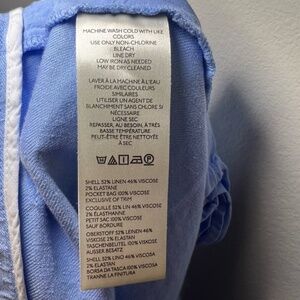 MACHINE WASH COLD WITH LIKE
COLORS
USE ONLY NON-CHLORINE
BLEACH
LINE DRY
LOW IRON AS NEEDED
MAY BE DRY CLEANED
LAVER À LA MACHINE À L'EAU
FROIDE AVEC COULEURS
SIMILAIRES
UTILISER UN AGENT DE
BLANCHIMENT SANS CHLORE SI
NÉCESSAIRE
LIGNE SEC
REPASSER, AU BESOIN, À TRÈS
BASSE TEMPÉRATURE
PEUT-ÊTRE ÊTRE NETTOYÉE
À SEC
SHELL 52% LINEN 46% VISCOSE
2% ELASTANE
POCKET BAG 100% VISCOSE
EXCLUSIVE OF TRIM
COQUILLE 52% LIN 46% VISCOSE
2% ÉLASTHANNE
PETIT SAC 100% VISCOSE
SAUF BORDURE
OBERSTOFF 52% LEINEN 46%
VISKOSE 2% ELASTAN
TASCHENBEUTEL 100% VISKOSE
AUSSER BESATZ
SHELL 52% LINO 46% VISCOSA
2% ELASTAN
BORSA DA TASCA 100% VISCOSA
TRANNE LA FINITURA